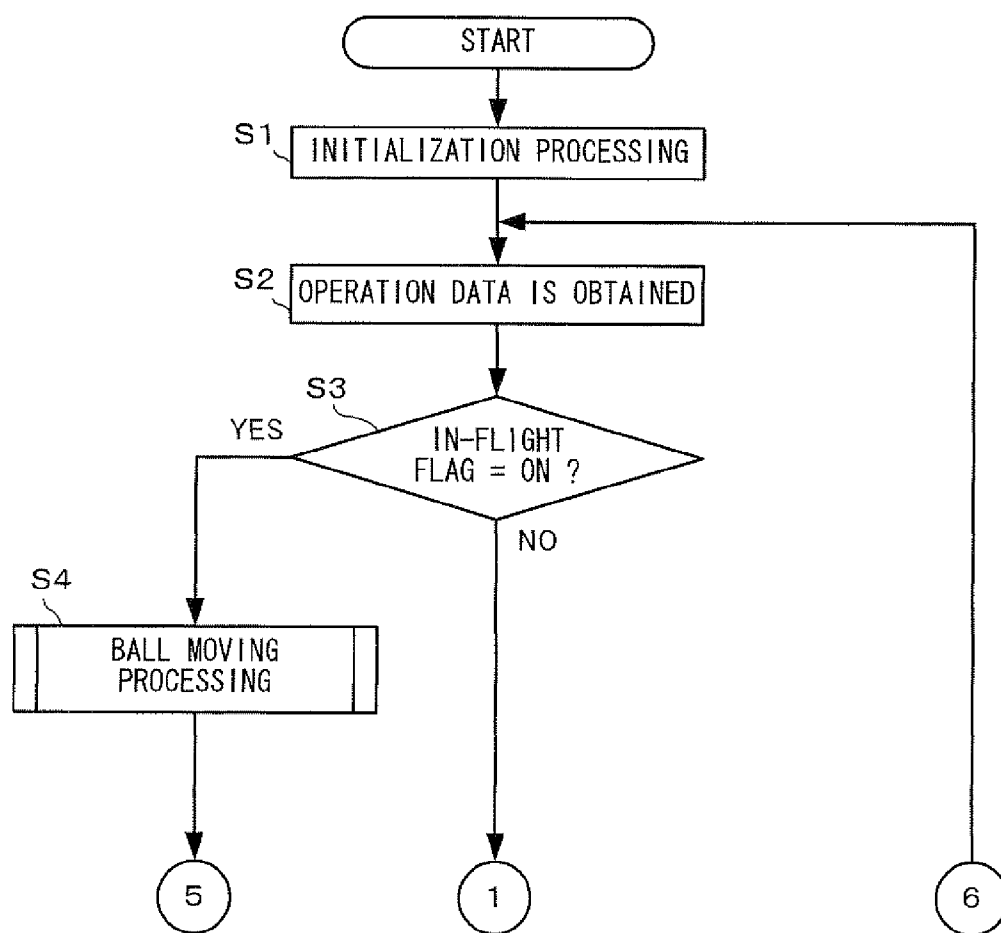 START
S1
INITIALIZATION PROCESSING
S2
OPERATION DATA IS OBTAINED
S3
YES
IN-FLIGHT
FLAG = ON ?
NO
S4
BALL MOVING
PROCESSING
5
1
6